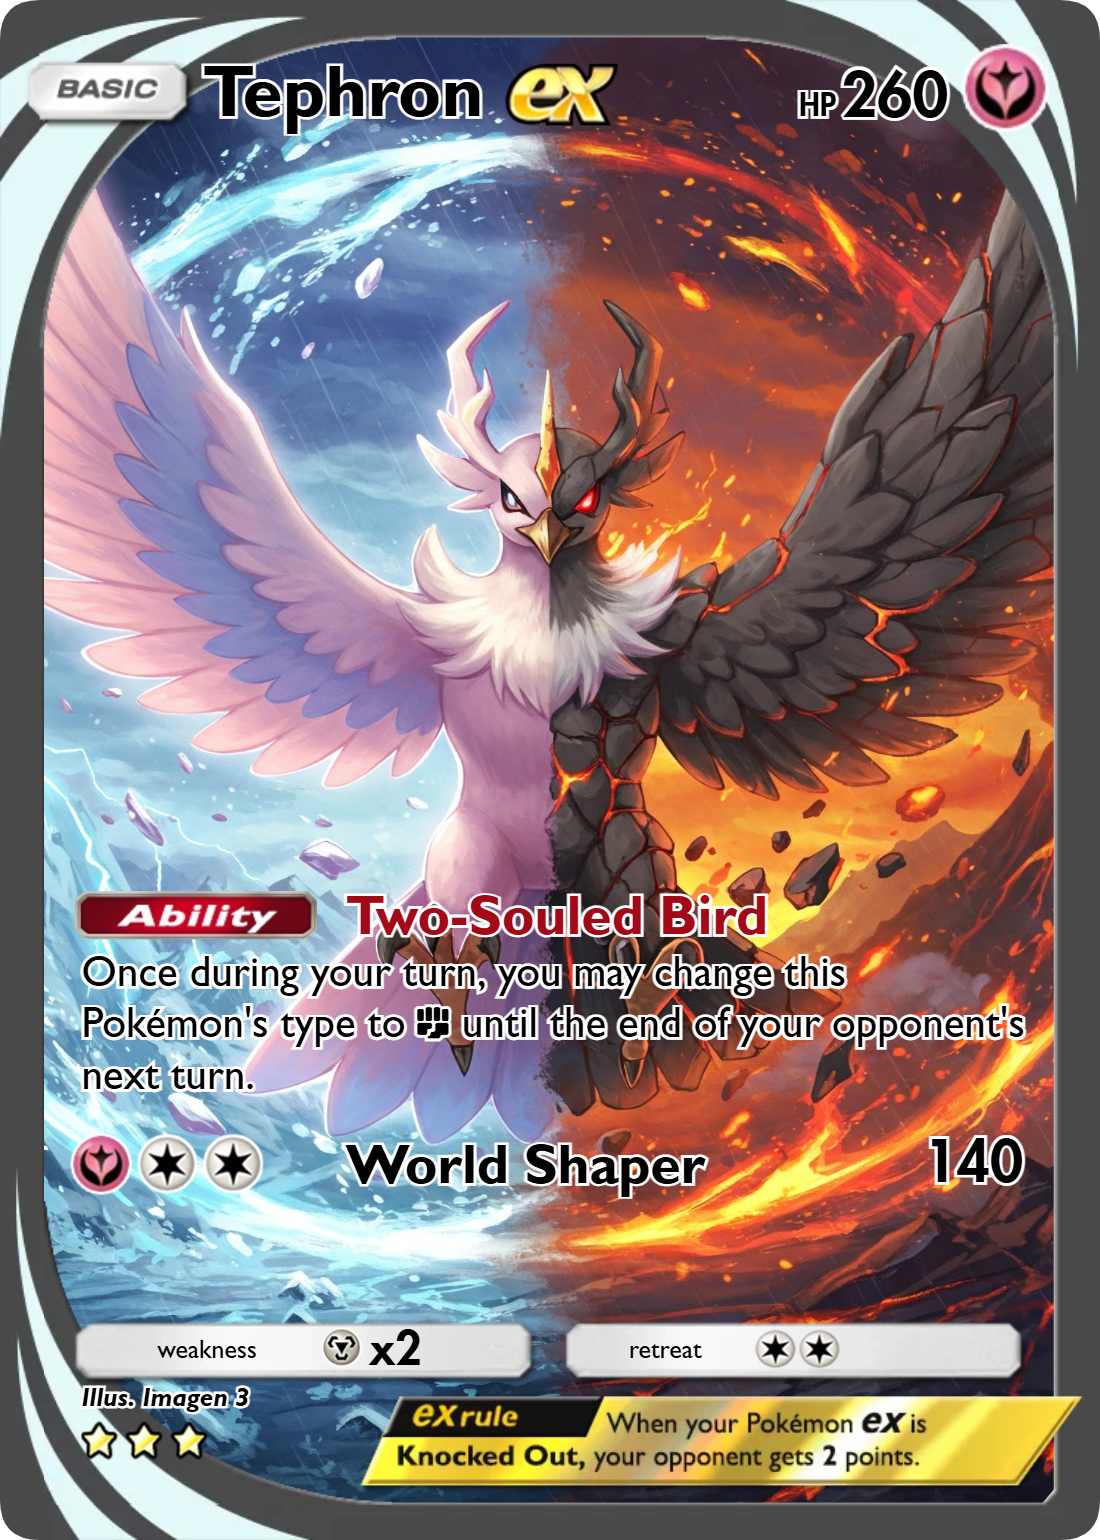 BASIC Tephron ex HP 260
Ability Two-Souled Bird
Once during your turn, you may change this
Pokémon's type to until the end of your opponent's
next turn.
World Shaper 140
weakness x2 retreat
Illus. Imagen 3
ex rule When your Pokémon ex is
Knocked Out, your opponent gets 2 points.